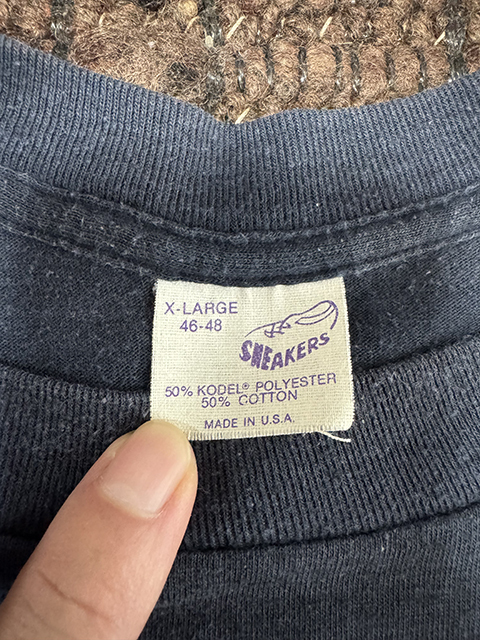 X-LARGE
46-48
SNEAKERS
50% KODEL® POLYESTER
50% COTTON
MADE IN U.S.A.